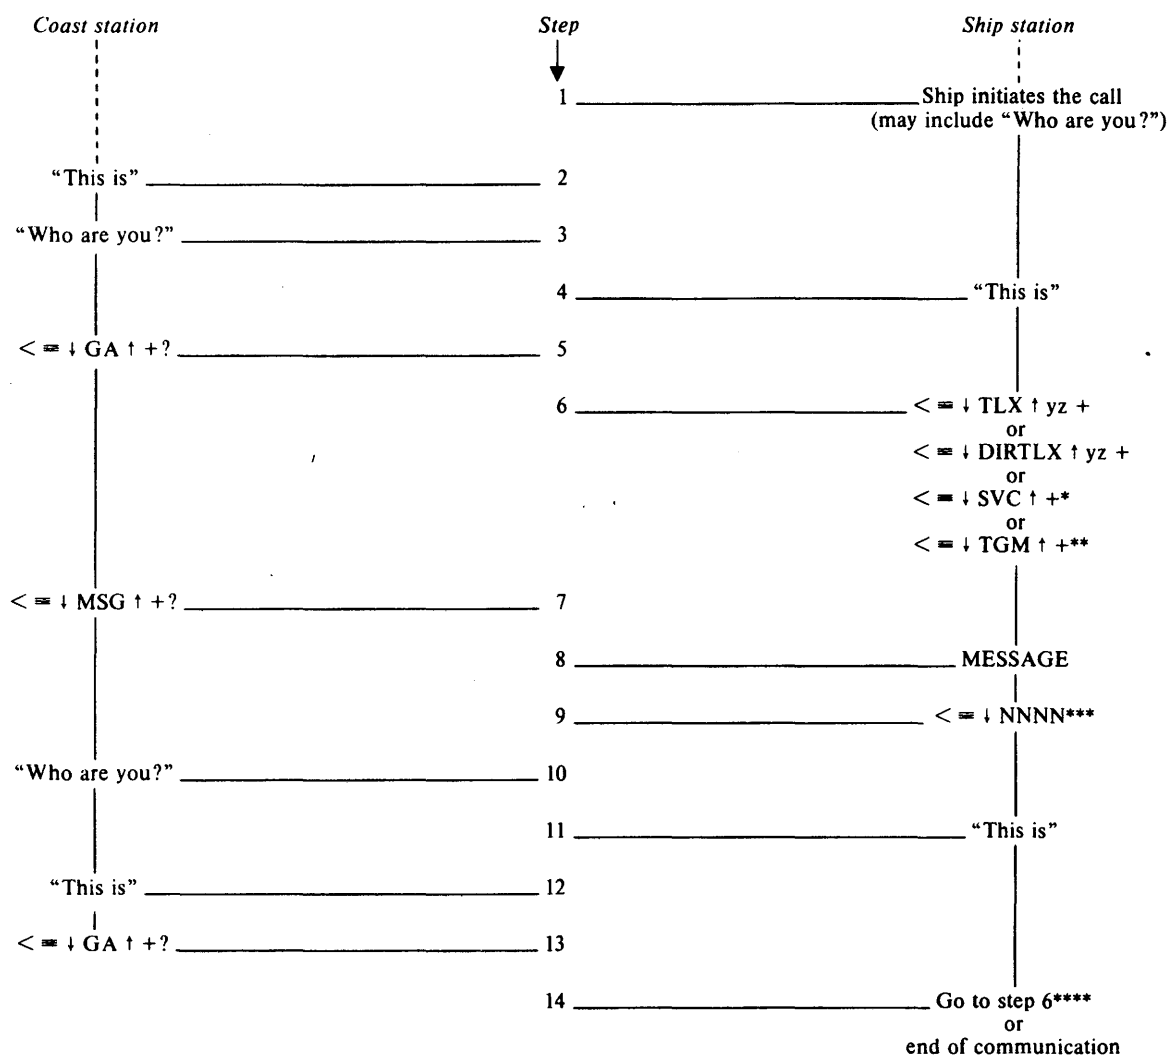 Coast station Step Ship station
1 Ship initiates the call
(may include “Who are you?”)
“This is” 2
“Who are you?” 3
4 “This is”
< ≡ ↓ GA ↑ +? 5
6 < ≡ ↓ TLX ↑ yz +
or
< ≡ ↓ DIRTLX ↑ yz +
or
< ≡ ↓ SVC ↑ +*
or
< ≡ ↓ TGM ↑ +**
< ≡ ↓ MSG ↑ +? 7
8 MESSAGE
9 < ≡ ↓ NNNN***
“Who are you?” 10
11 “This is”
“This is” 12
< ≡ ↓ GA ↑ +? 13
14 Go to step 6****
or
end of communication